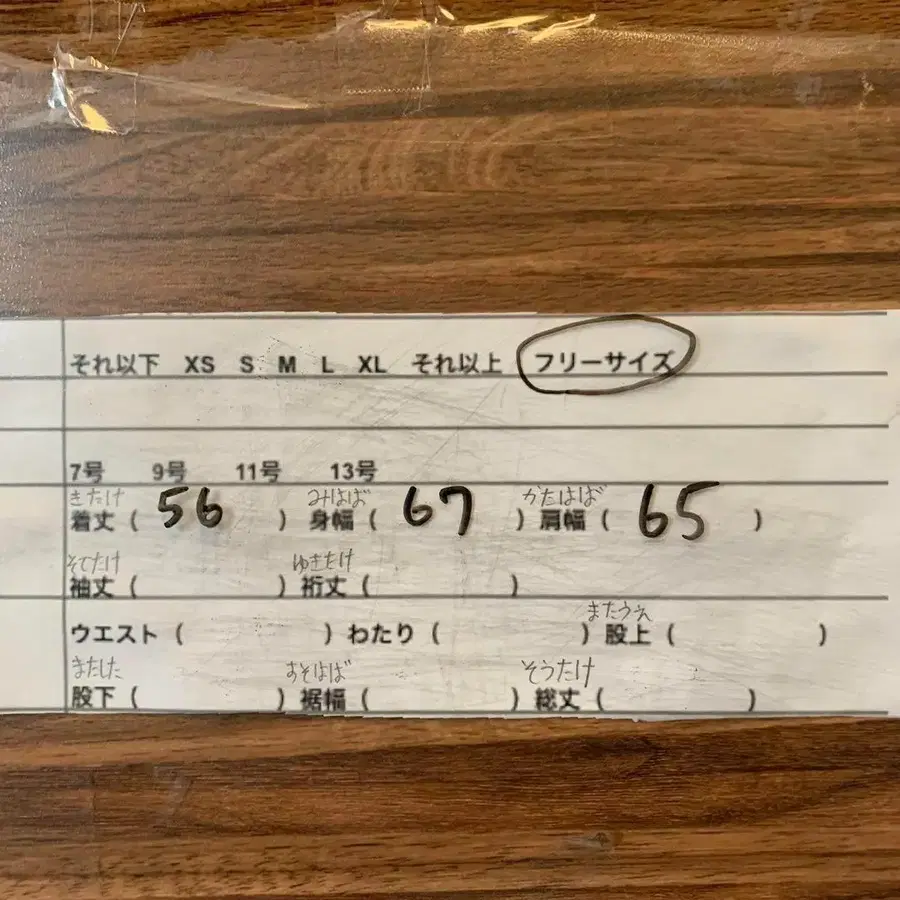 それ以下 XS S M L XL それ以上 フリーサイズ
7号 9号 11号 13号
きたけ みはば かたはば
着丈 ( 56 ) 身幅 ( 67 ) 肩幅 ( 65 )
そでたけ ゆきたけ
袖丈 ( ) 裄丈 ( )
またうえ
ウエスト ( ) わたり ( ) 股上 ( )
またした すそはば そうたけ
股下 ( ) 裾幅 ( ) 総丈 ( )